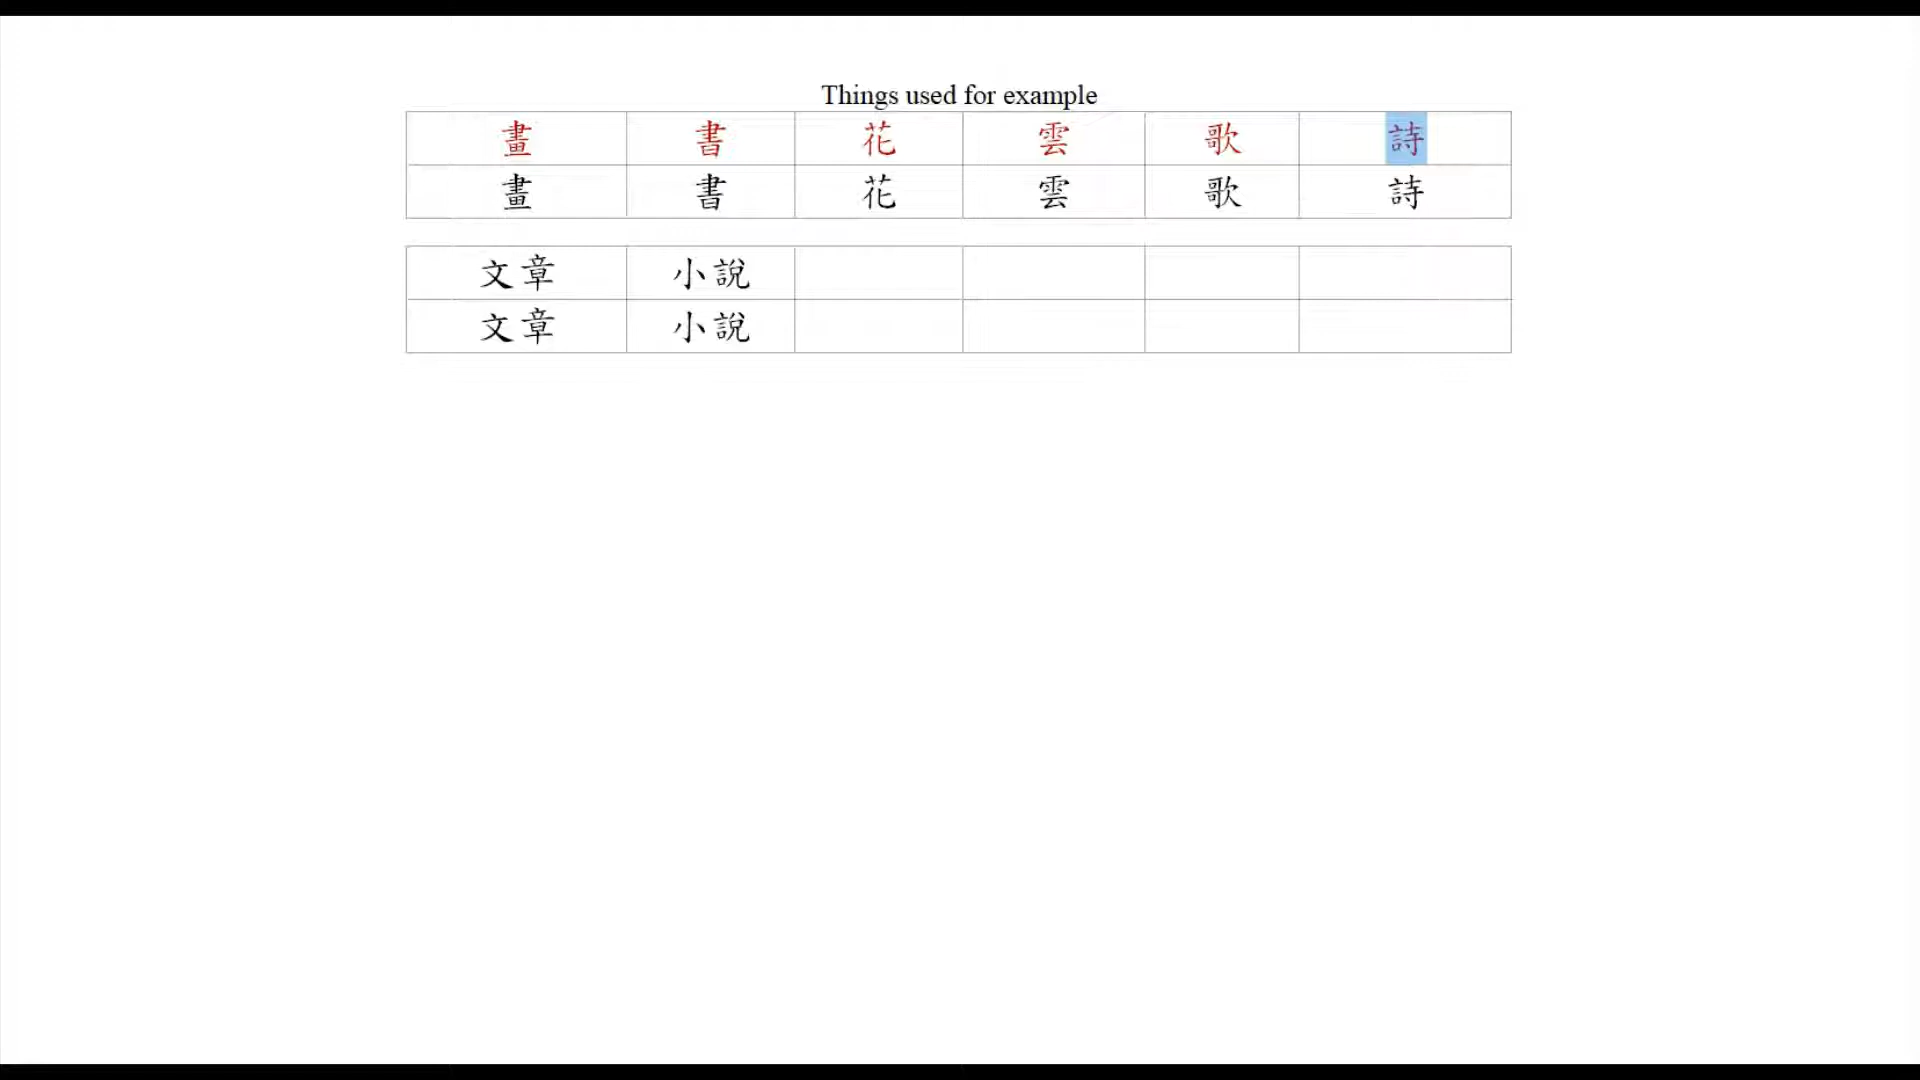 Things used for example
畫 書 花 雲 歌 詩
畫 書 花 雲 歌 詩
文章 小說
文章 小說